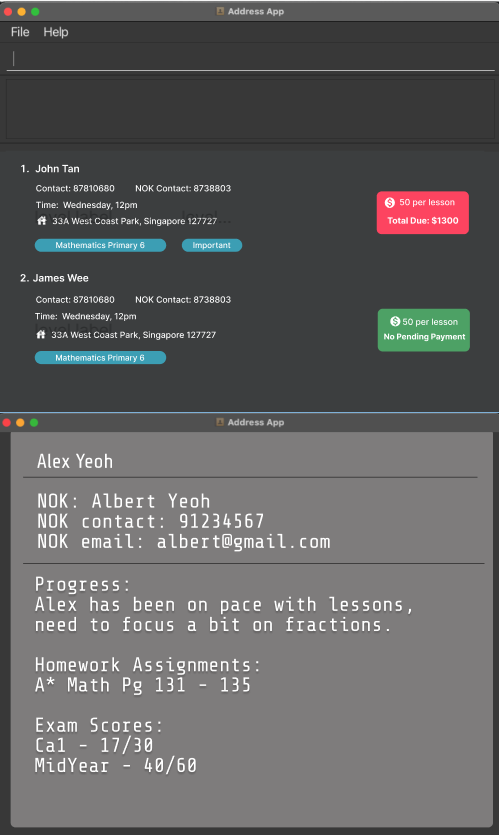 Address App
File Help
1. John Tan
Contact: 87810680 NOK Contact: 8738803
Time: Wednesday, 12pm
33A West Coast Park, Singapore 127727
Mathematics Primary 6 Important
$ 50 per lesson
Total Due: $1300
2. James Wee
Contact: 87810680 NOK Contact: 8738803
Time: Wednesday, 12pm
33A West Coast Park, Singapore 127727
Mathematics Primary 6
$ 50 per lesson
No Pending Payment
Address App
Alex Yeoh
NOK: Albert Yeoh
NOK contact: 91234567
NOK email: albert@gmail.com
Progress:
Alex has been on pace with lessons,
need to focus a bit on fractions.
Homework Assignments:
A* Math Pg 131 - 135
Exam Scores:
Ca1 - 17/30
MidYear - 40/60